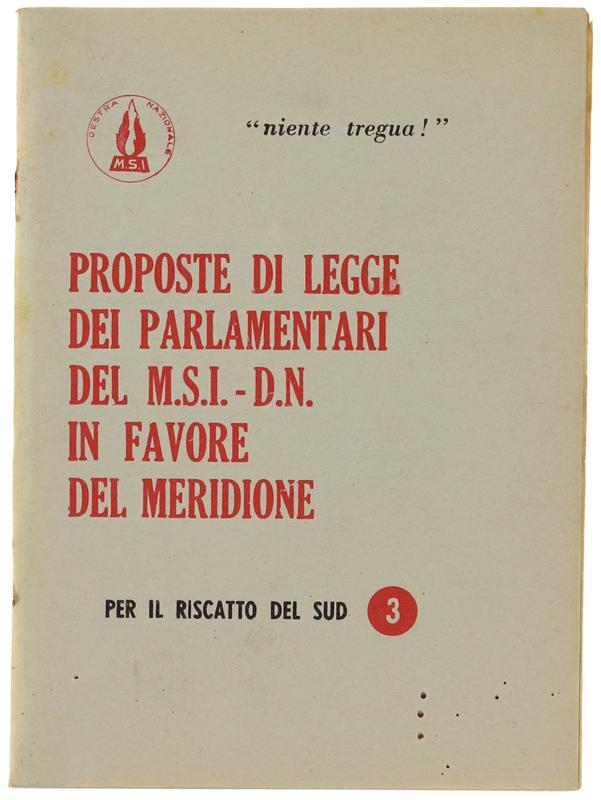 DESTRA NAZIONALE
M.S.I
“niente tregua!”
PROPOSTE DI LEGGE
DEI PARLAMENTARI
DEL M.S.I. - D.N.
IN FAVORE
DEL MERIDIONE
PER IL RISCATTO DEL SUD 3